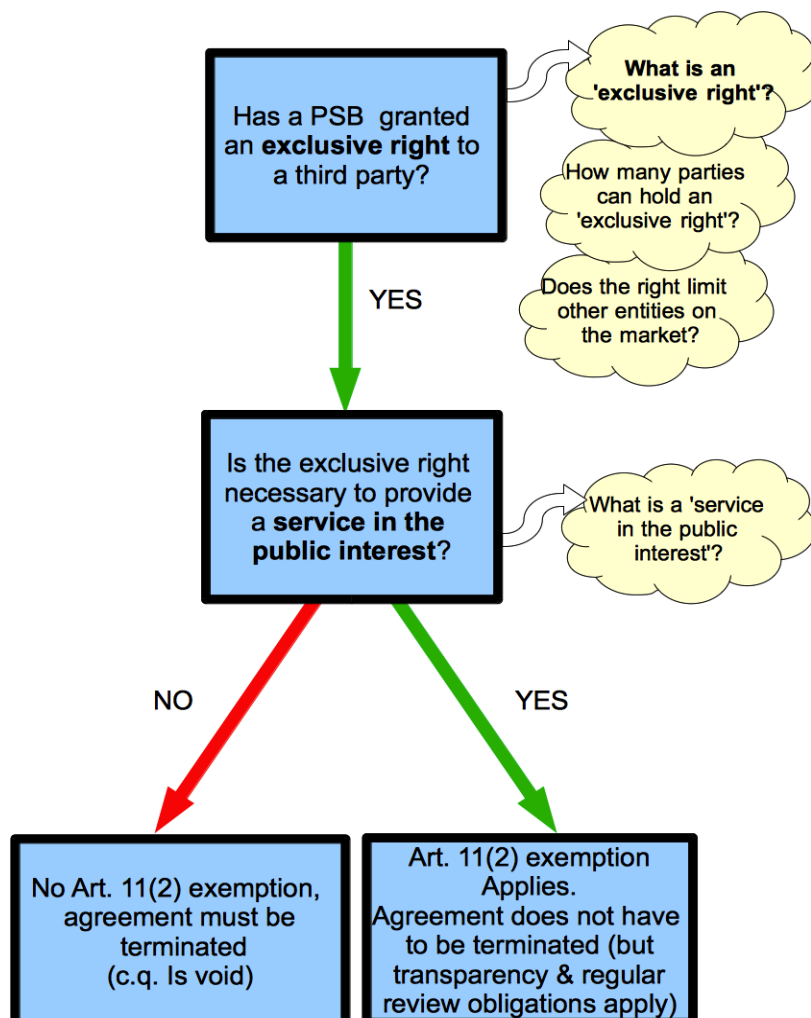 Has a PSB granted
an exclusive right to
a third party?
What is an
'exclusive right'?
How many parties
can hold an
'exclusive right'?
Does the right limit
other entities on
the market?
YES
Is the exclusive right
necessary to provide
a service in the
public interest?
What is a 'service
in the public
interest'?
NO
YES
No Art. 11(2) exemption,
agreement must be
terminated
(c.q. Is void)
Art. 11(2) exemption
Applies.
Agreement does not have
to be terminated (but
transparency & regular
review obligations apply)